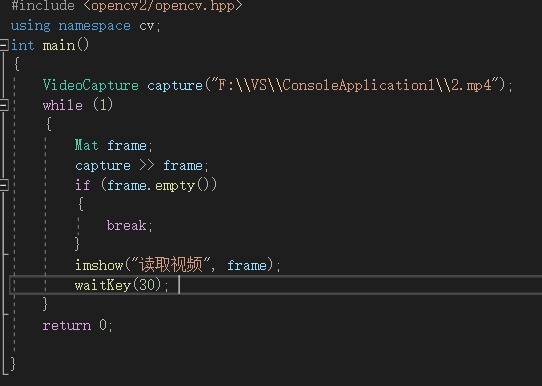 #include <opencv2/opencv.hpp>
using namespace cv;
int main()
{
VideoCapture capture("F:\\VS\\ConsoleApplication1\\2.mp4");
while (1)
{
Mat frame;
capture >> frame;
if (frame.empty())
{
break;
}
imshow("读取视频", frame);
waitKey(30);
}
return 0;
}